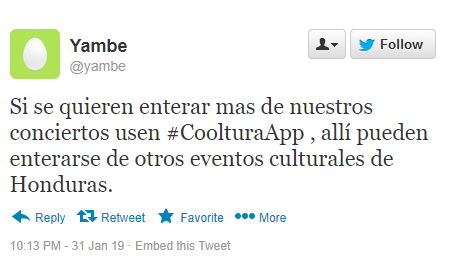 Yambe
@yambe
Follow
Si se quieren enterar mas de nuestros
conciertos usen #CoolturaApp , allí pueden
enterarse de otros eventos culturales de
Honduras.
Reply Retweet Favorite More
10:13 PM - 31 Jan 19 · Embed this Tweet